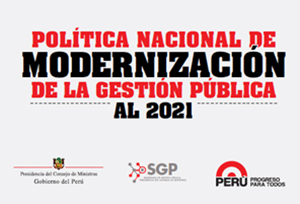 POLÍTICA NACIONAL DE
MODERNIZACIÓN
DE LA GESTIÓN PÚBLICA
AL 2021
Presidencia del Consejo de Ministros
Gobierno del Perú
SGP
PERÚ PROGRESO
PARA TODOS